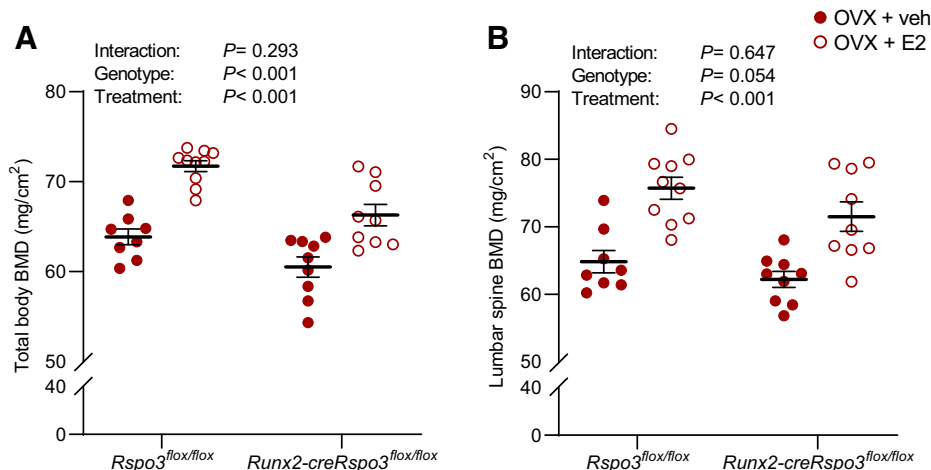 OVX + veh
OVX + E2
A
Interaction: P= 0.293
Genotype: P< 0.001
Treatment: P< 0.001
Total body BMD (mg/cm²)
80
70
60
50
40
0
Rspo3flox/flox Runx2-creRspo3flox/flox
B
Interaction: P= 0.647
Genotype: P= 0.054
Treatment: P< 0.001
Lumbar spine BMD (mg/cm²)
90
80
70
60
50
40
0
Rspo3flox/flox Runx2-creRspo3flox/flox